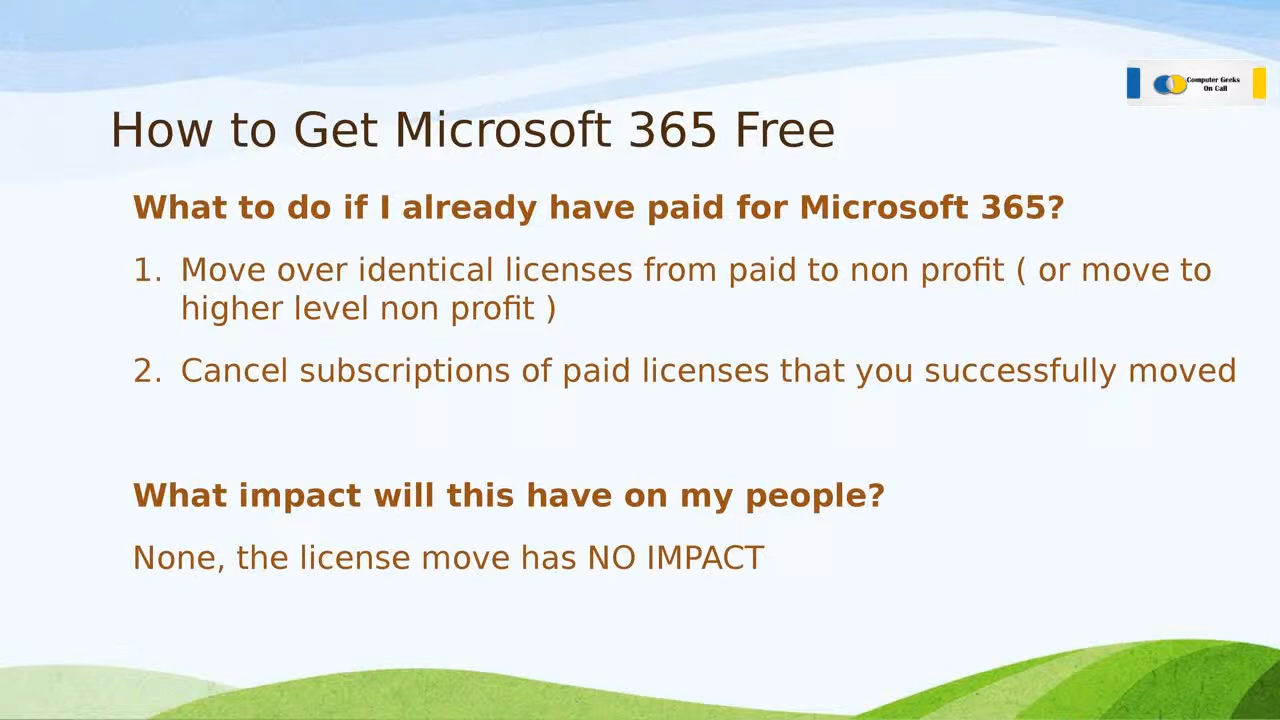 Computer Geeks
On Call
How to Get Microsoft 365 Free
What to do if I already have paid for Microsoft 365?
1. Move over identical licenses from paid to non profit ( or move to
higher level non profit )
2. Cancel subscriptions of paid licenses that you successfully moved
What impact will this have on my people?
None, the license move has NO IMPACT